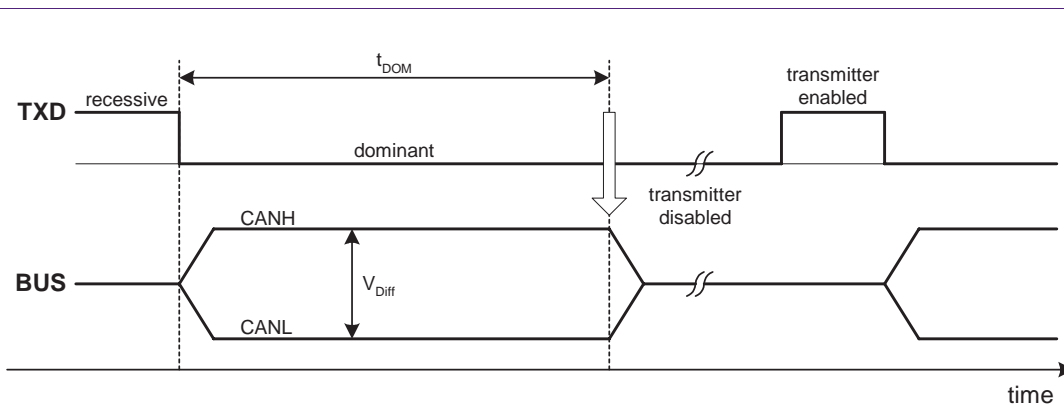 t_DOM
transmitter
enabled
TXD
recessive
dominant
transmitter
disabled
CANH
BUS
V_Diff
CANL
time